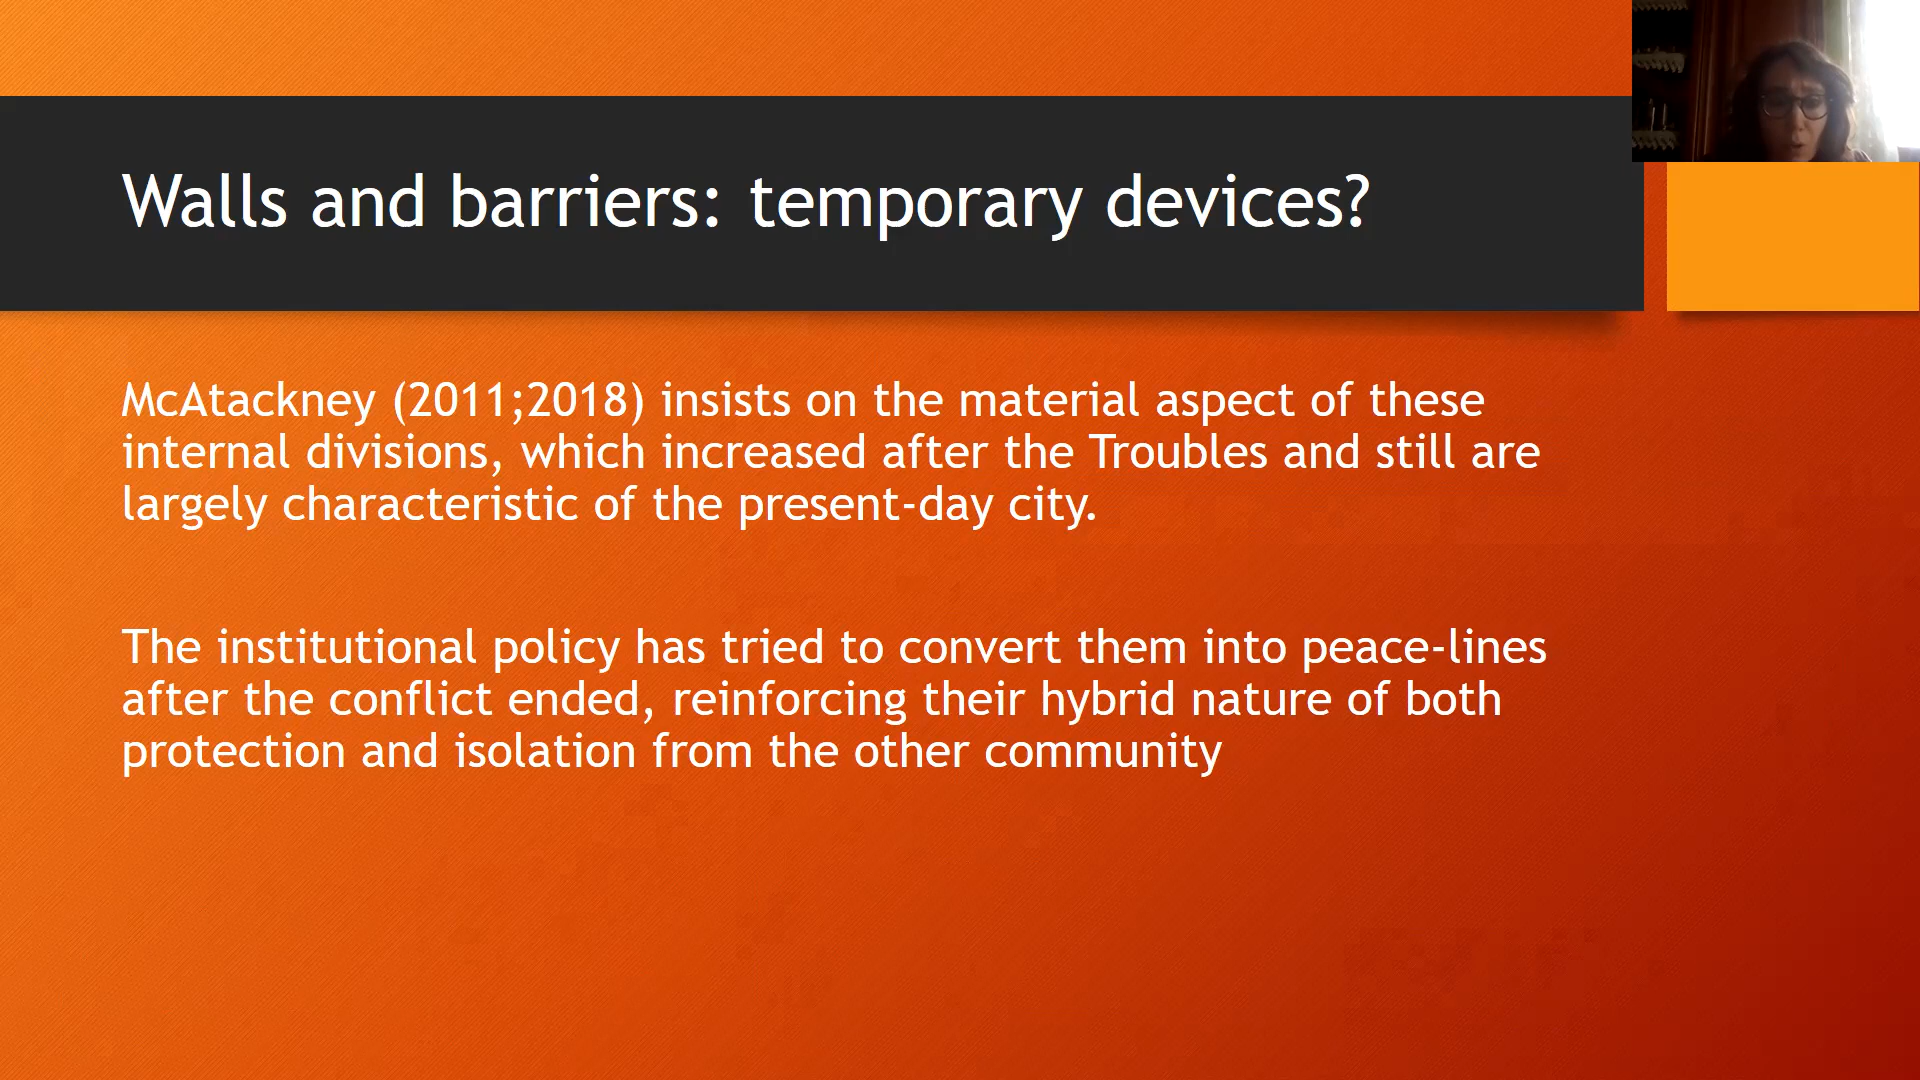 Walls and barriers: temporary devices?
McAtackney (2011;2018) insists on the material aspect of these
internal divisions, which increased after the Troubles and still are
largely characteristic of the present-day city.
The institutional policy has tried to convert them into peace-lines
after the conflict ended, reinforcing their hybrid nature of both
protection and isolation from the other community